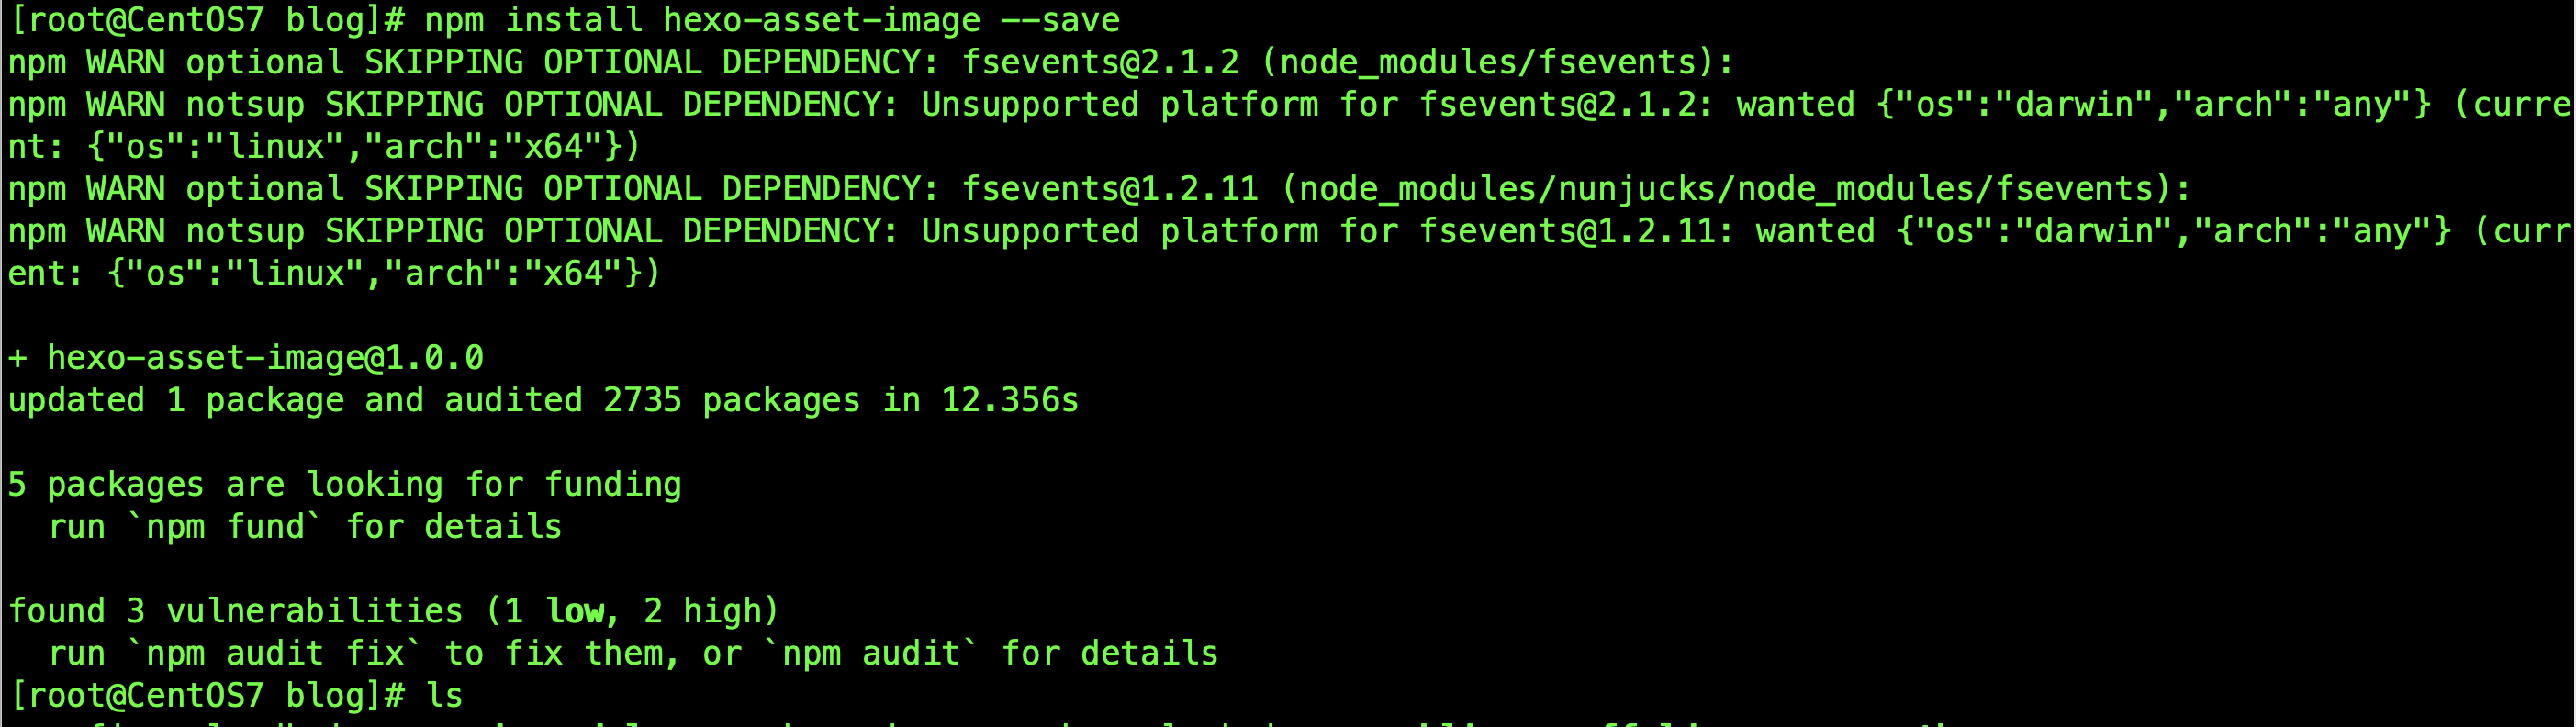 [root@CentOS7 blog]# npm install hexo-asset-image --save
npm WARN optional SKIPPING OPTIONAL DEPENDENCY: fsevents@2.1.2 (node_modules/fsevents):
npm WARN notsup SKIPPING OPTIONAL DEPENDENCY: Unsupported platform for fsevents@2.1.2: wanted {"os":"darwin","arch":"any"} (curre
nt: {"os":"linux","arch":"x64"})
npm WARN optional SKIPPING OPTIONAL DEPENDENCY: fsevents@1.2.11 (node_modules/nunjucks/node_modules/fsevents):
npm WARN notsup SKIPPING OPTIONAL DEPENDENCY: Unsupported platform for fsevents@1.2.11: wanted {"os":"darwin","arch":"any"} (curr
ent: {"os":"linux","arch":"x64"})
+ hexo-asset-image@1.0.0
updated 1 package and audited 2735 packages in 12.356s
5 packages are looking for funding
  run `npm fund` for details
found 3 vulnerabilities (1 low, 2 high)
  run `npm audit fix` to fix them, or `npm audit` for details
[root@CentOS7 blog]# ls